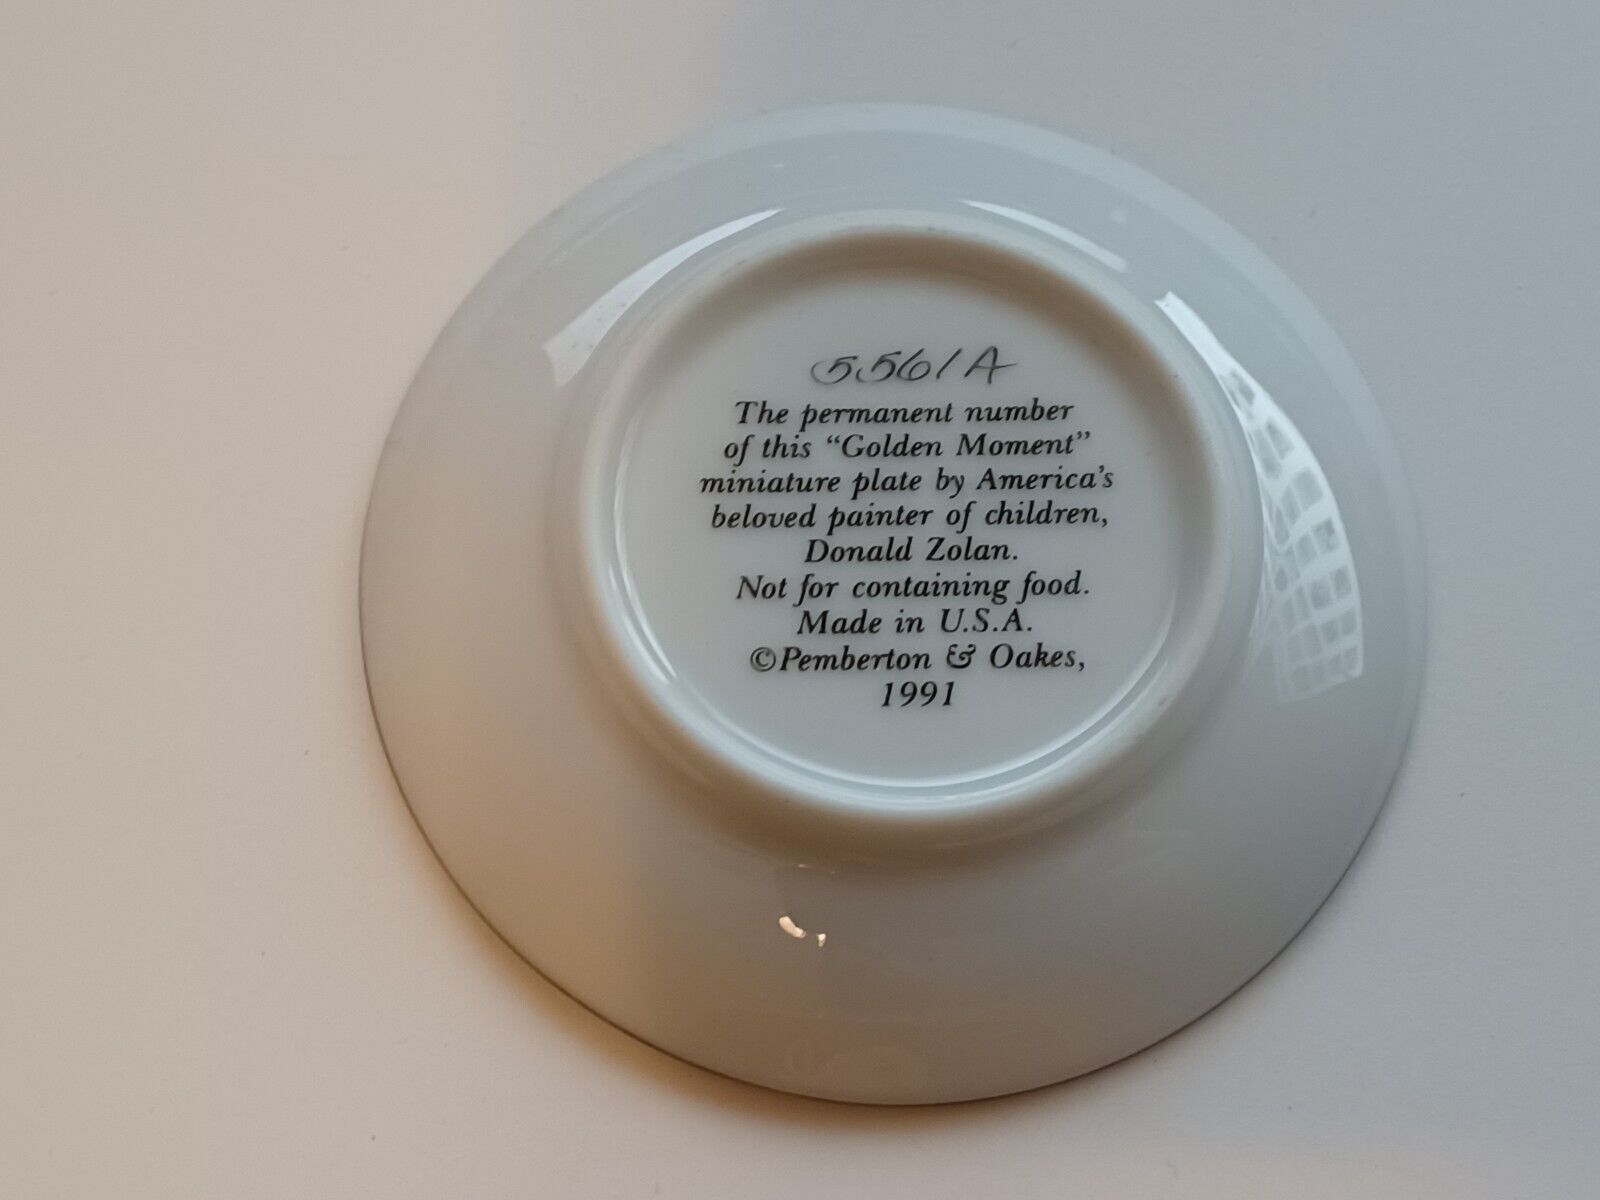 5561A
The permanent number
of this “Golden Moment”
miniature plate by America's
beloved painter of children,
Donald Zolan.
Not for containing food.
Made in U.S.A.
©Pemberton & Oakes,
1991